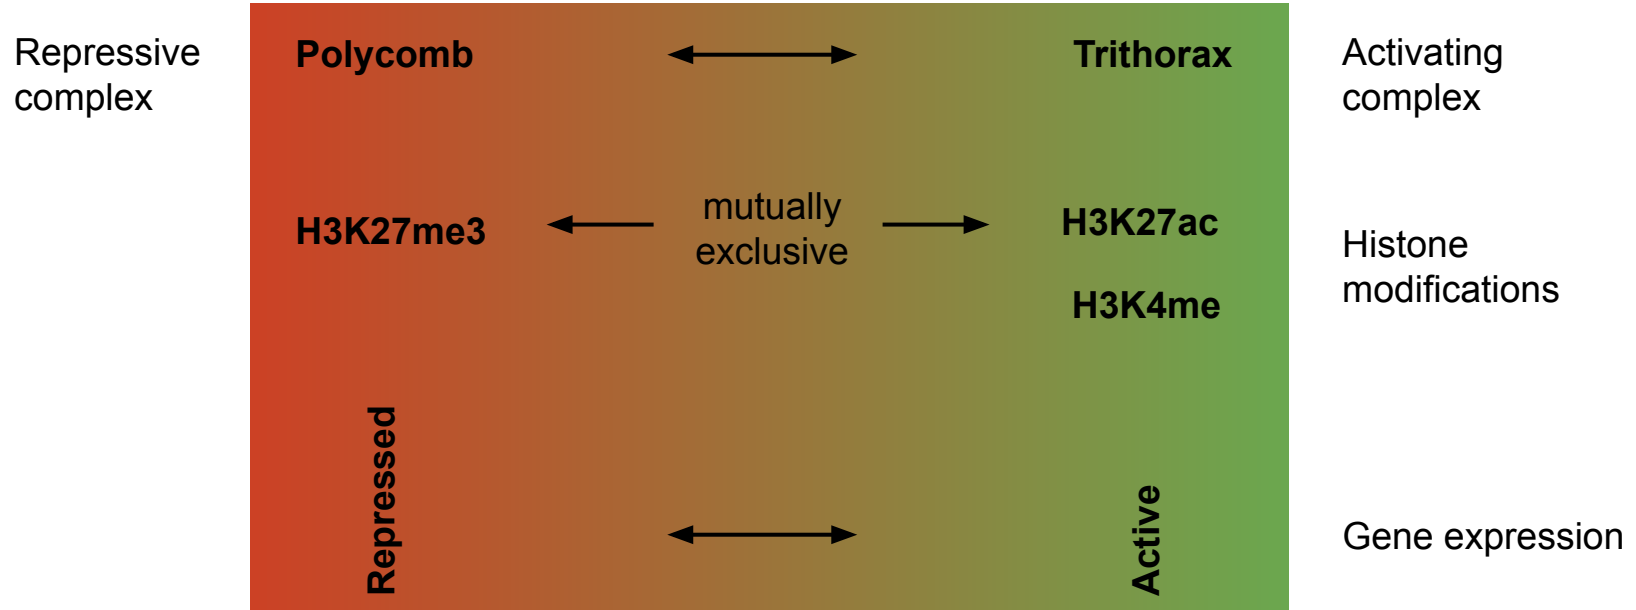 Repressive
complex
Polycomb
Trithorax
Activating
complex
H3K27me3
mutually
exclusive
H3K27ac
H3K4me
Histone
modifications
Repressed
Active
Gene expression